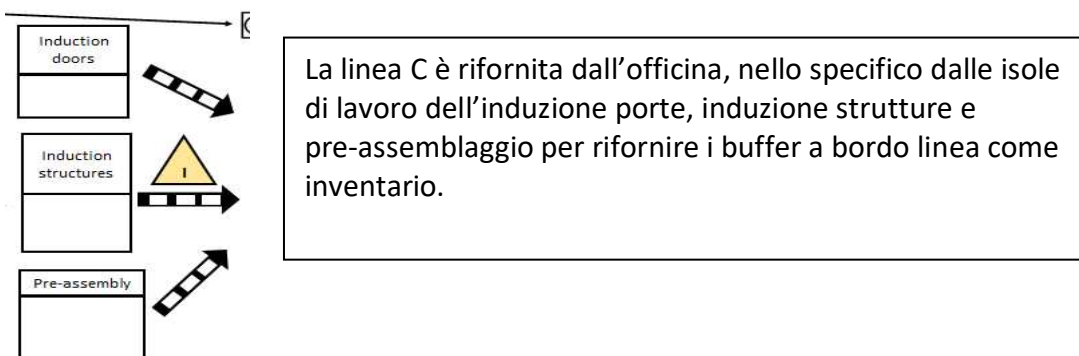 Induction
doors
La linea C è rifornita dall’officina, nello specifico dalle isole
di lavoro dell’induzione porte, induzione strutture e
pre-assemblaggio per rifornire i buffer a bordo linea come
inventario.
Induction
structures
I
Pre-assembly